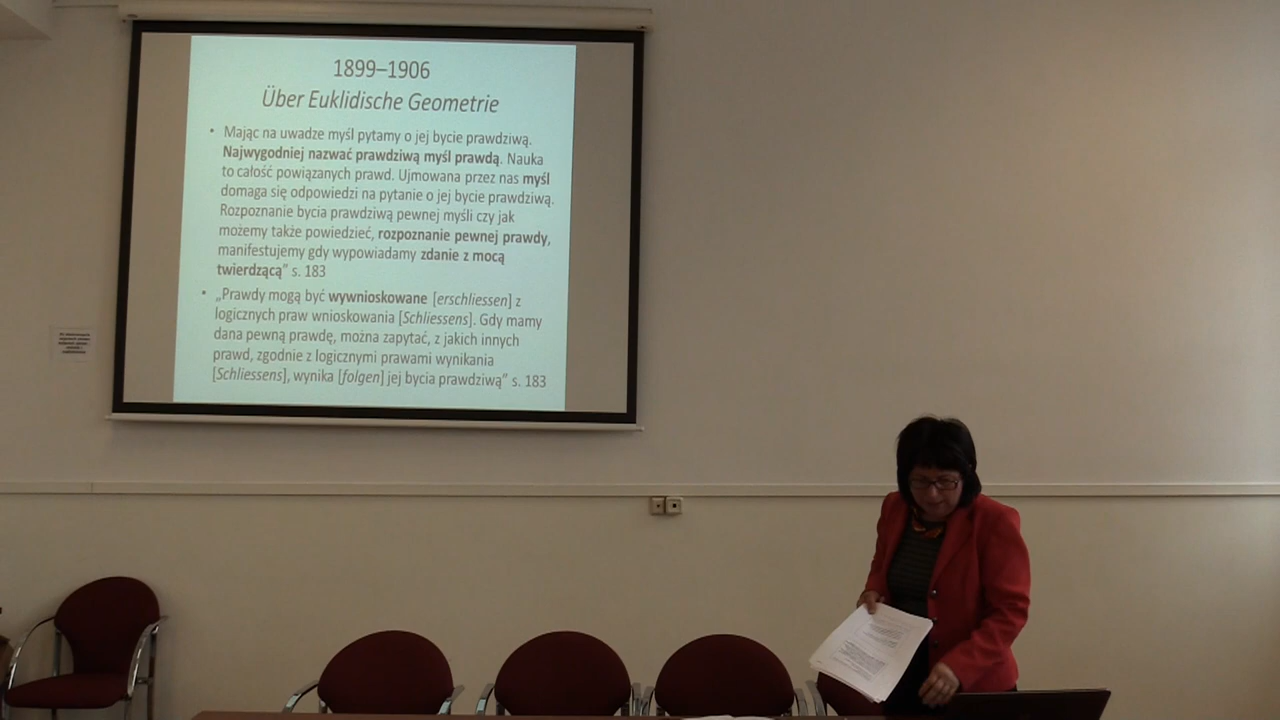 1899–1906
Über Euklidische Geometrie
• Mając na uwadze myśl pytamy o jej bycie prawdziwą.
Najwygodniej nazwać prawdziwą myśl prawdą. Nauka
to całość powiązanych prawd. Ujmowana przez nas myśl
domaga się odpowiedzi na pytanie o jej bycie prawdziwą.
Rozpoznanie bycia prawdziwą pewnej myśli czy jak
możemy także powiedzieć, rozpoznanie pewnej prawdy,
manifestujemy gdy wypowiadamy zdanie z mocą
twierdzącą” s. 183
• „Prawdy mogą być wywnioskowane [erschliessen] z
logicznych praw wnioskowania [Schliessens]. Gdy mamy
dana pewną prawdę, można zapytać, z jakich innych
prawd, zgodnie z logicznymi prawami wynikania
[Schliessens], wynika [folgen] jej bycia prawdziwą” s. 183